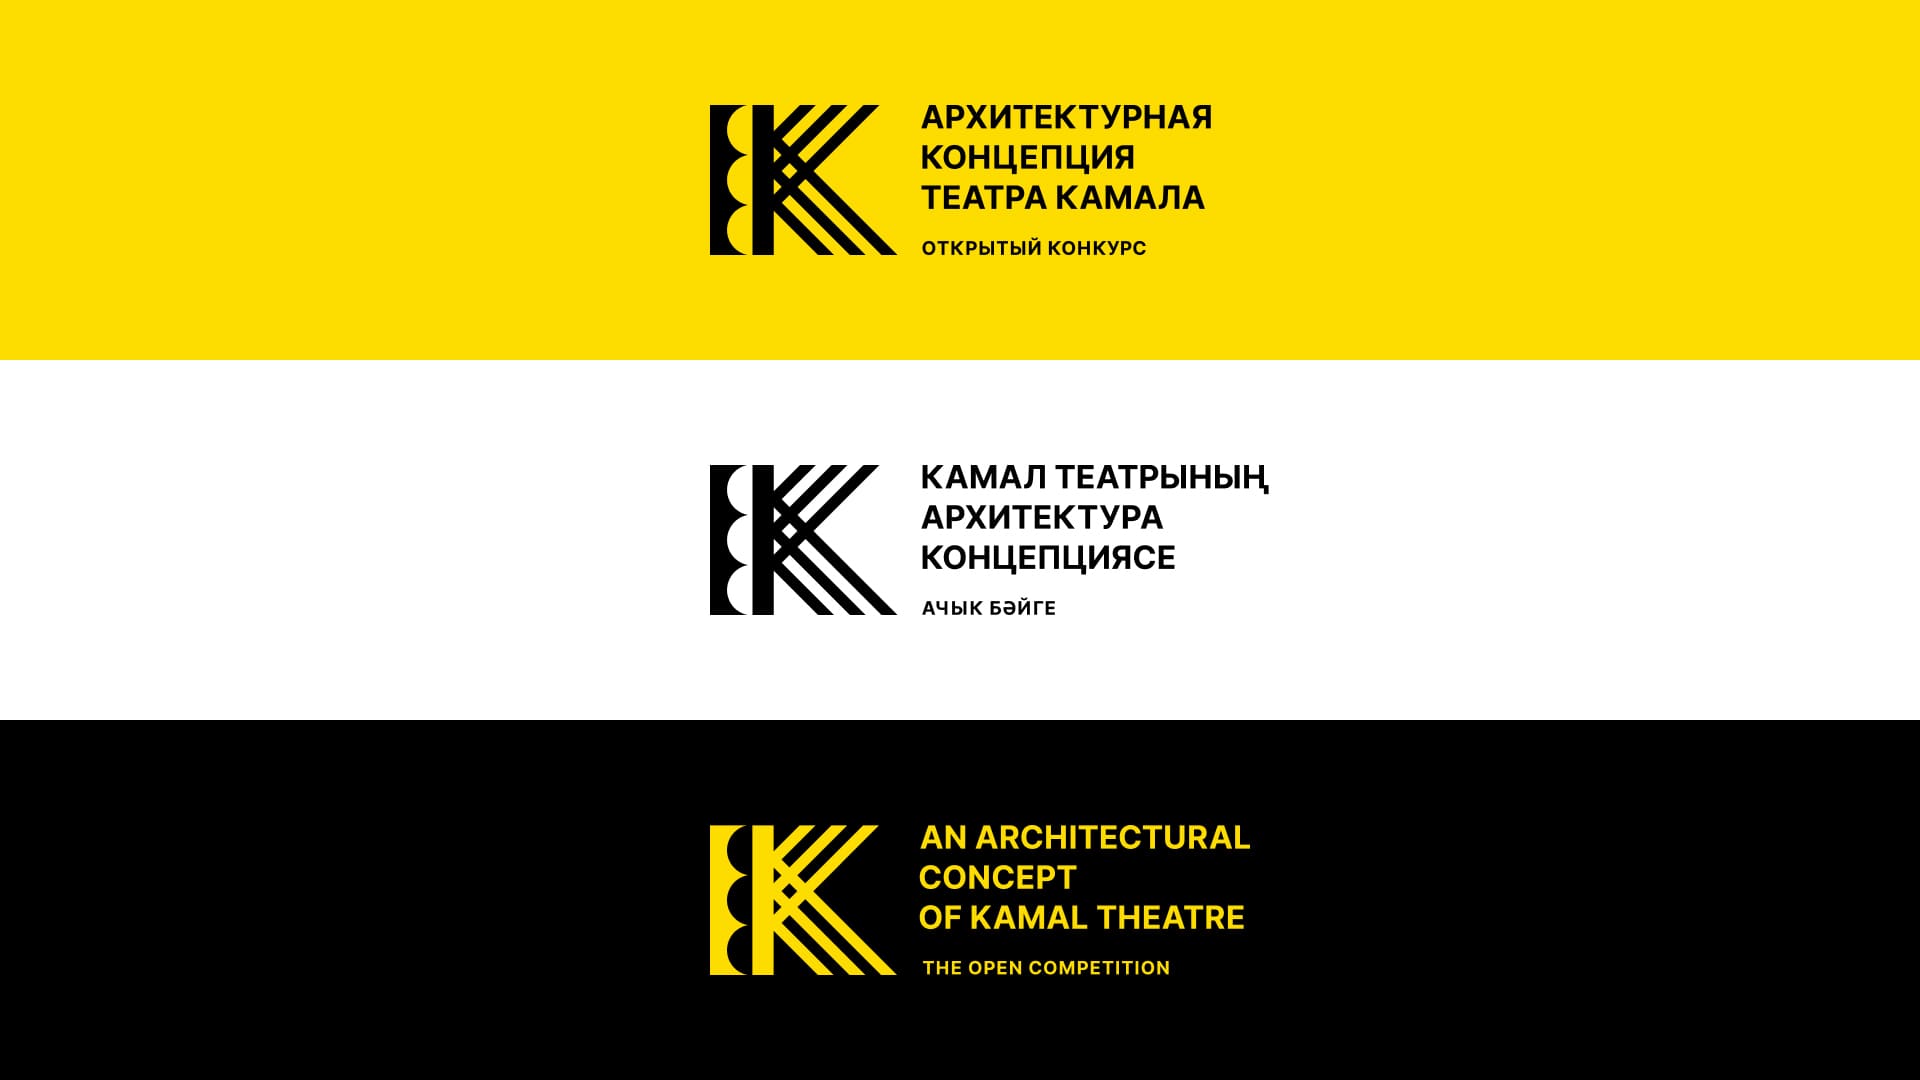 АРХИТЕКТУРНАЯ
КОНЦЕПЦИЯ
ТЕАТРА КАМАЛА
ОТКРЫТЫЙ КОНКУРС
КАМАЛ ТЕАТРЫНЫҢ
АРХИТЕКТУРА
КОНЦЕПЦИЯСЕ
АЧЫК БӘЙГЕ
AN ARCHITECTURAL
CONCEPT
OF KAMAL THEATRE
THE OPEN COMPETITION